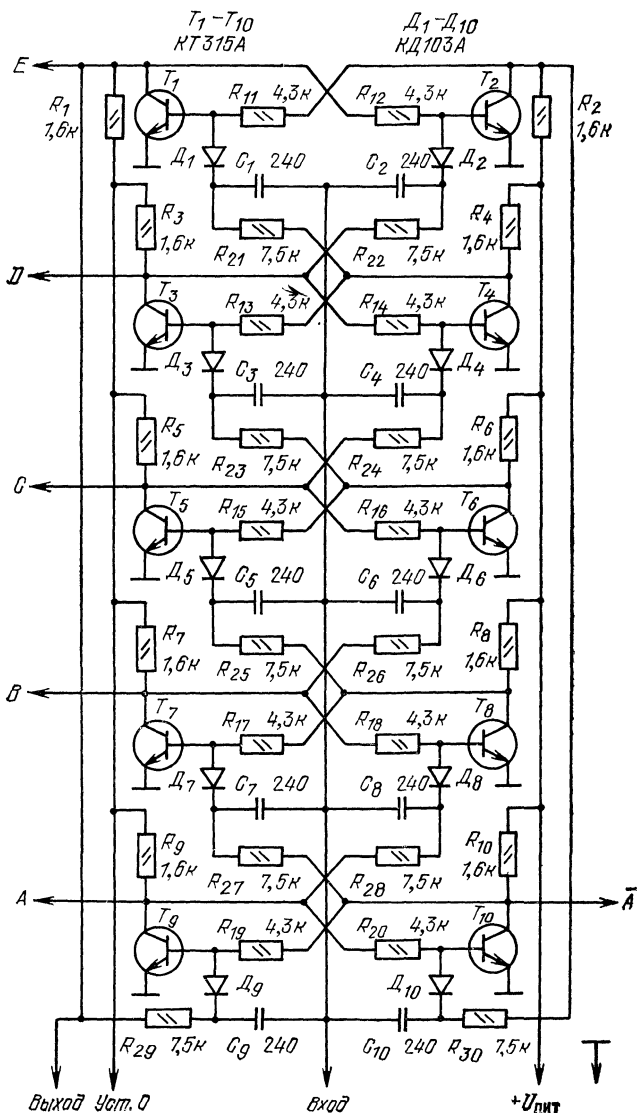 T1 – T10 Д1 – Д10
КТ315А КД103А
E T1 R11 4,3к R12 4,3к T2
R1 1,6к R2 1,6к
Д1 C1 240 C2 240 Д2
R3 1,6к R21 7,5к R22 7,5к R4 1,6к
D
T3 R13 4,3к R14 4,3к T4
Д3 C3 240 C4 240 Д4
R5 1,6к R23 7,5к R24 7,5к R6 1,6к
C
T5 R15 4,3к R16 4,3к T6
Д5 C5 240 C6 240 Д6
R7 1,6к R25 7,5к R26 7,5к R8 1,6к
B
T7 R17 4,3к R18 4,3к T8
Д7 C7 240 C8 240 Д8
R9 1,6к R27 7,5к R28 7,5к R10 1,6к
A Ā
T9 R19 4,3к R20 4,3к T10
Д9 Д10
R29 7,5к C9 240 C10 240 R30 7,5к
Выход Уст. 0 Вход +Uпит